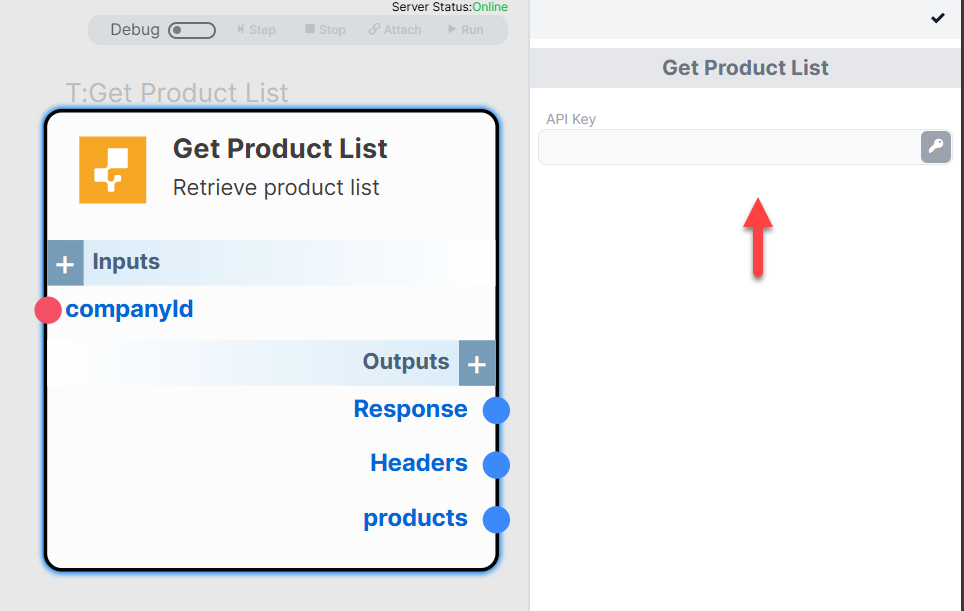 Server Status:Online
Debug Step Stop Attach Run
T:Get Product List
Get Product List
Retrieve product list
Inputs
companyId
Outputs
Response
Headers
products
Get Product List
API Key